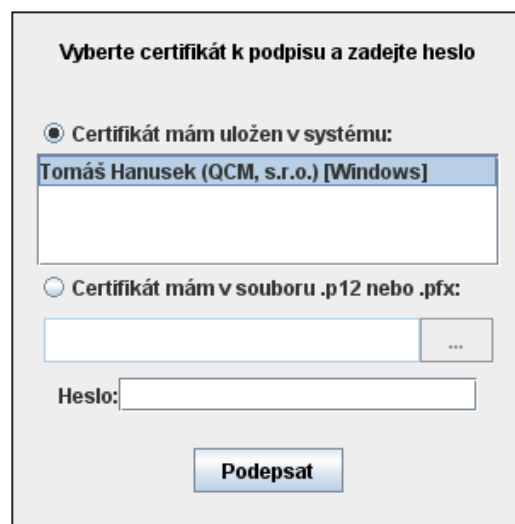 Vyberte certifikát k podpisu a zadejte heslo
Certifikát mám uložen v systému:
Tomáš Hanusek (QCM, s.r.o.) [Windows]
Certifikát mám v souboru .p12 nebo .pfx:
...
Heslo:
Podepsat